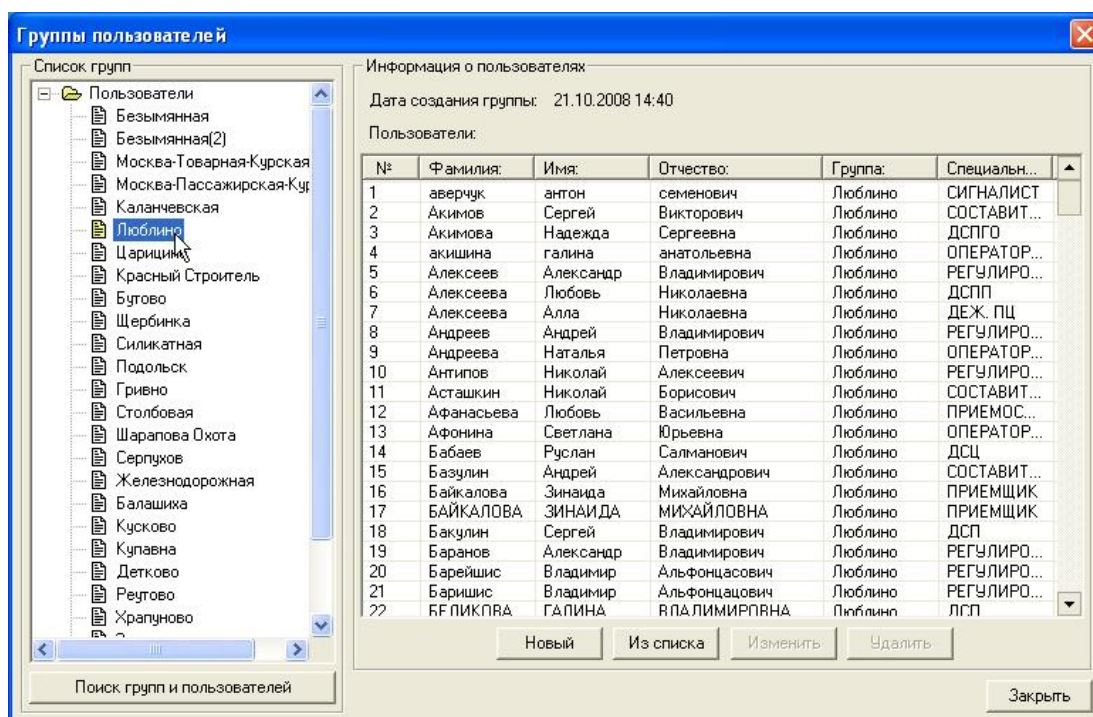 Группы пользователей
Список групп
Пользователи
Безымянная
Безымянная(2)
Москва-Товарная-Курская
Москва-Пассажирская-Кур
Каланчевская
Люблино
Царицино
Красный Строитель
Бутово
Щербинка
Силикатная
Подольск
Гривно
Столбовая
Шарапова Охота
Серпухов
Железнодорожная
Балашиха
Кусково
Купавна
Детково
Реутово
Храпуново
Поиск групп и пользователей
Информация о пользователях
Дата создания группы: 21.10.2008 14:40
Пользователи:
№ Фамилия: Имя: Отчество: Группа: Специальн...
1 аверчук антон семенович Люблино СИГНАЛИСТ
2 Акимов Сергей Викторович Люблино СОСТАВИТ...
3 Акимова Надежда Сергеевна Люблино ДСПГО
4 акишина галина анатольевна Люблино ОПЕРАТОР...
5 Алексеев Александр Владимирович Люблино РЕГУЛИРО...
6 Алексеева Любовь Николаевна Люблино ДСПП
7 Алексеева Алла Николаевна Люблино ДЕЖ. ПЦ
8 Андреев Андрей Владимирович Люблино РЕГУЛИРО...
9 Андреева Наталья Петровна Люблино ОПЕРАТОР...
10 Антипов Николай Алексеевич Люблино РЕГУЛИРО...
11 Асташкин Николай Борисович Люблино СОСТАВИТ...
12 Афанасьева Любовь Васильевна Люблино ПРИЕМОС...
13 Афонина Светлана Юрьевна Люблино ОПЕРАТОР...
14 Бабаев Руслан Салманович Люблино ДСЦ
15 Базулин Андрей Александрович Люблино СОСТАВИТ...
16 Байкалова Зинаида Михайловна Люблино ПРИЕМЩИК
17 БАЙКАЛОВА ЗИНАИДА МИХАЙЛОВНА Люблино ПРИЕМЩИК
18 Бакулин Сергей Владимирович Люблино ДСП
19 Баранов Александр Владимирович Люблино РЕГУЛИРО...
20 Барейшис Владимир Альфонцасович Люблино РЕГУЛИРО...
21 Баришис Владимир Альфонцацович Люблино РЕГУЛИРО...
22 БЕЛИКОВА ГАЛИНА ВЛАДИМИРОВНА Люблино ДСП
Новый Из списка Изменить Удалить
Закрыть